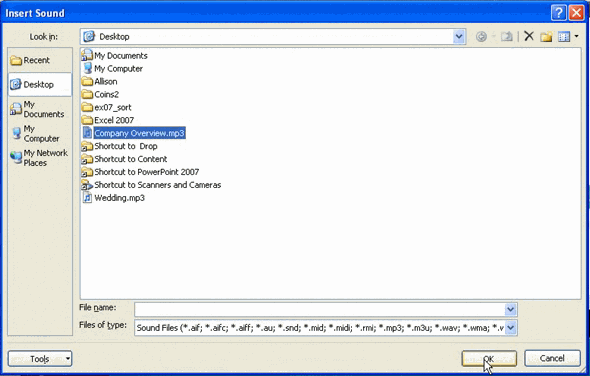 Insert Sound
Look in:
Desktop
Recent
Desktop
My Documents
My Computer
My Network Places
My Documents
My Computer
Allison
Coins2
ex07_sort
Excel 2007
Company Overview.mp3
Shortcut to Drop
Shortcut to Content
Shortcut to PowerPoint 2007
Shortcut to Scanners and Cameras
Wedding.mp3
File name:
Files of type:
Sound Files (*.aif; *.aifc; *.aiff; *.au; *.snd; *.mid; *.midi; *.rmi; *.mp3; *.m3u; *.wav; *.wma; *.w
Tools
OK
Cancel